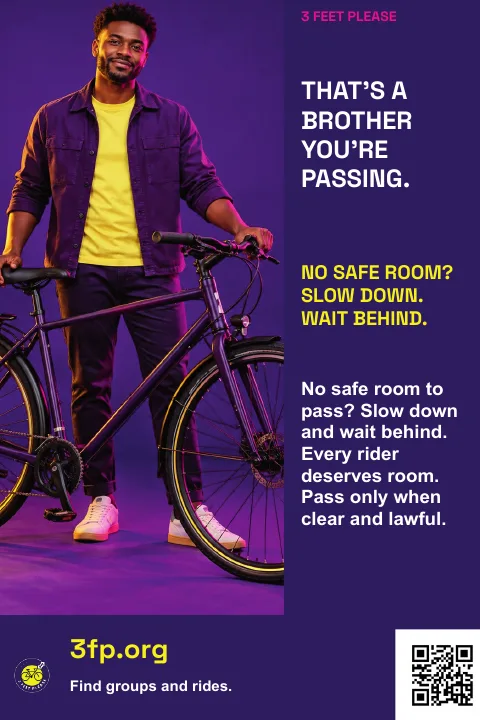 3 FEET PLEASE
THAT’S A
BROTHER
YOU’RE
PASSING.
NO SAFE ROOM?
SLOW DOWN.
WAIT BEHIND.
No safe room to
pass? Slow down
and wait behind.
Every rider
deserves room.
Pass only when
clear and lawful.
3fp.org
Find groups and rides.